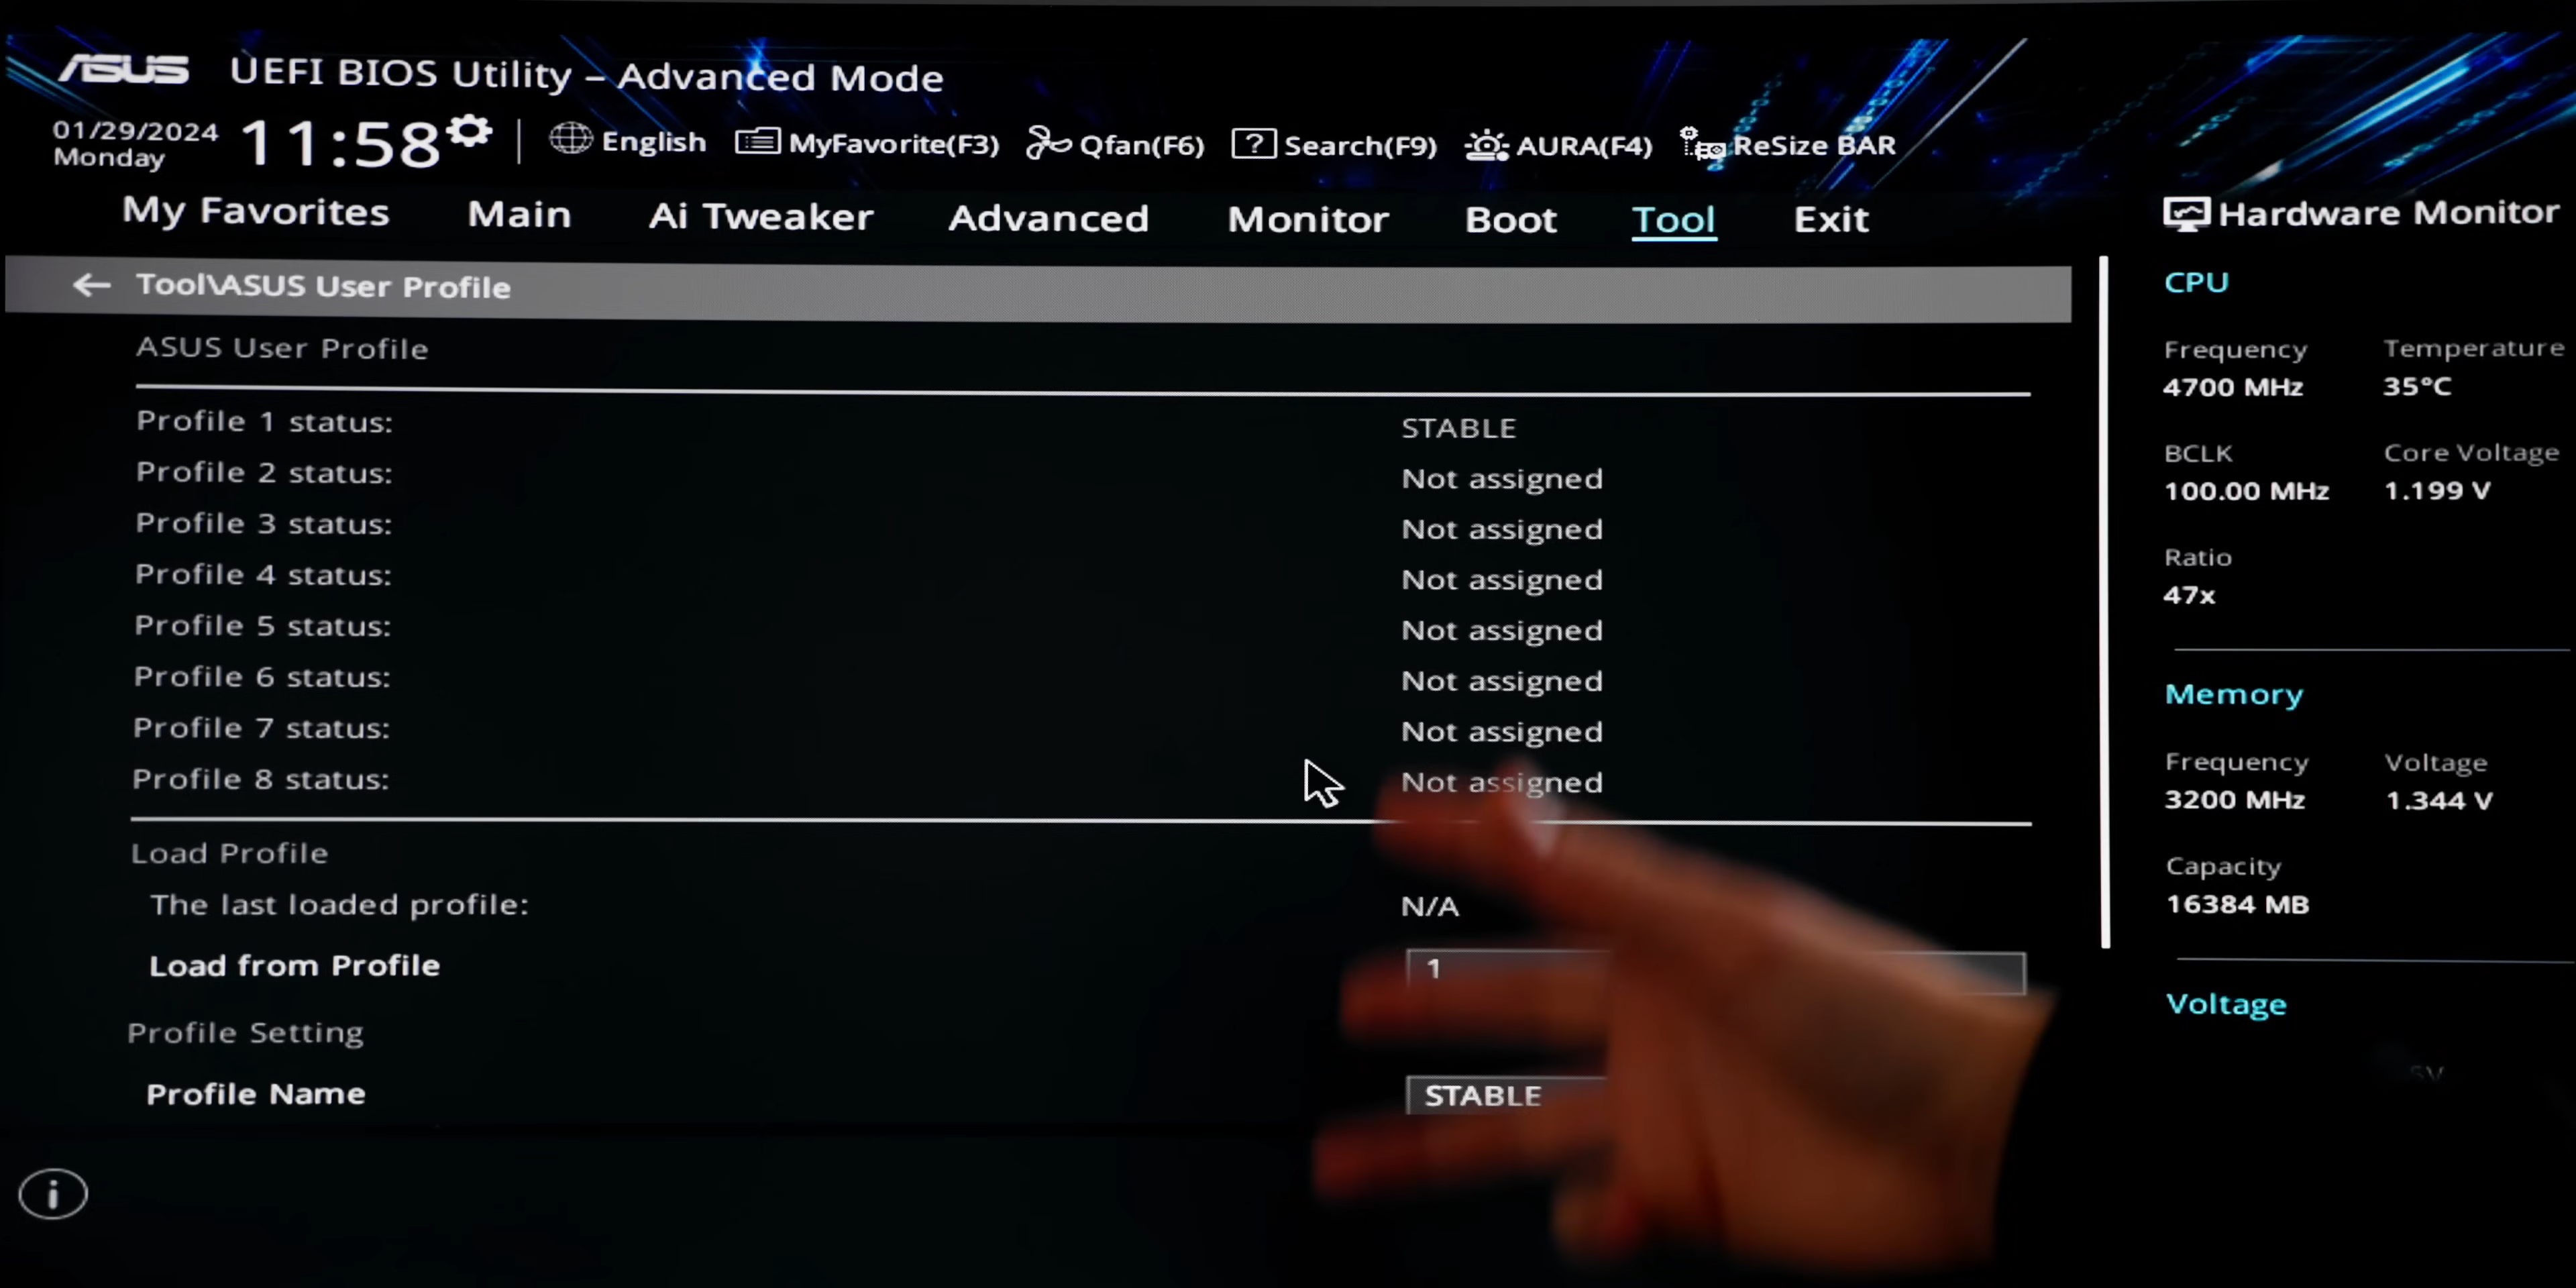 ASUS UEFI BIOS Utility – Advanced Mode
01/29/2024 Monday 11:58 English MyFavorite(F3) Qfan(F6) Search(F9) AURA(F4) ReSize BAR
My Favorites Main Ai Tweaker Advanced Monitor Boot Tool Exit
Tool\ASUS User Profile
ASUS User Profile
Profile 1 status: STABLE
Profile 2 status: Not assigned
Profile 3 status: Not assigned
Profile 4 status: Not assigned
Profile 5 status: Not assigned
Profile 6 status: Not assigned
Profile 7 status: Not assigned
Profile 8 status: Not assigned
Load Profile
The last loaded profile: N/A
Load from Profile 1
Profile Setting
Profile Name STABLE
Hardware Monitor
CPU
Frequency Temperature
4700 MHz 35°C
BCLK Core Voltage
100.00 MHz 1.199 V
Ratio
47x
Memory
Frequency Voltage
3200 MHz 1.344 V
Capacity
16384 MB
Voltage